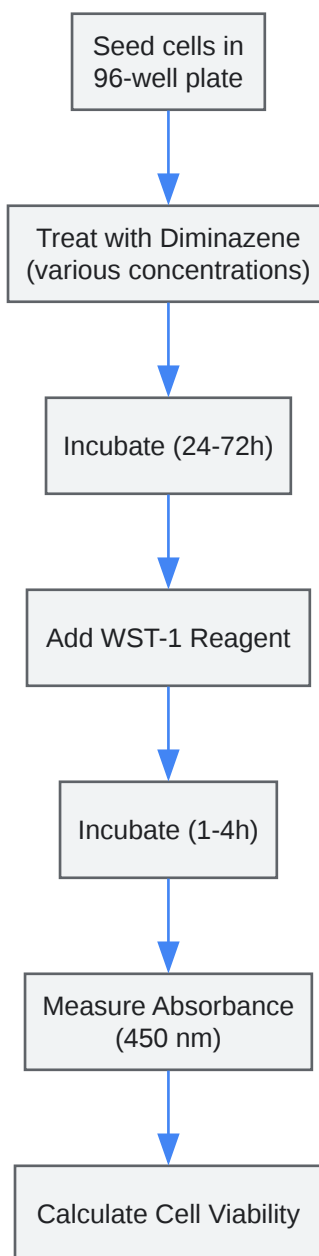 Seed cells in
96-well plate
Treat with Diminazene
(various concentrations)
Incubate (24-72h)
Add WST-1 Reagent
Incubate (1-4h)
Measure Absorbance
(450 nm)
Calculate Cell Viability